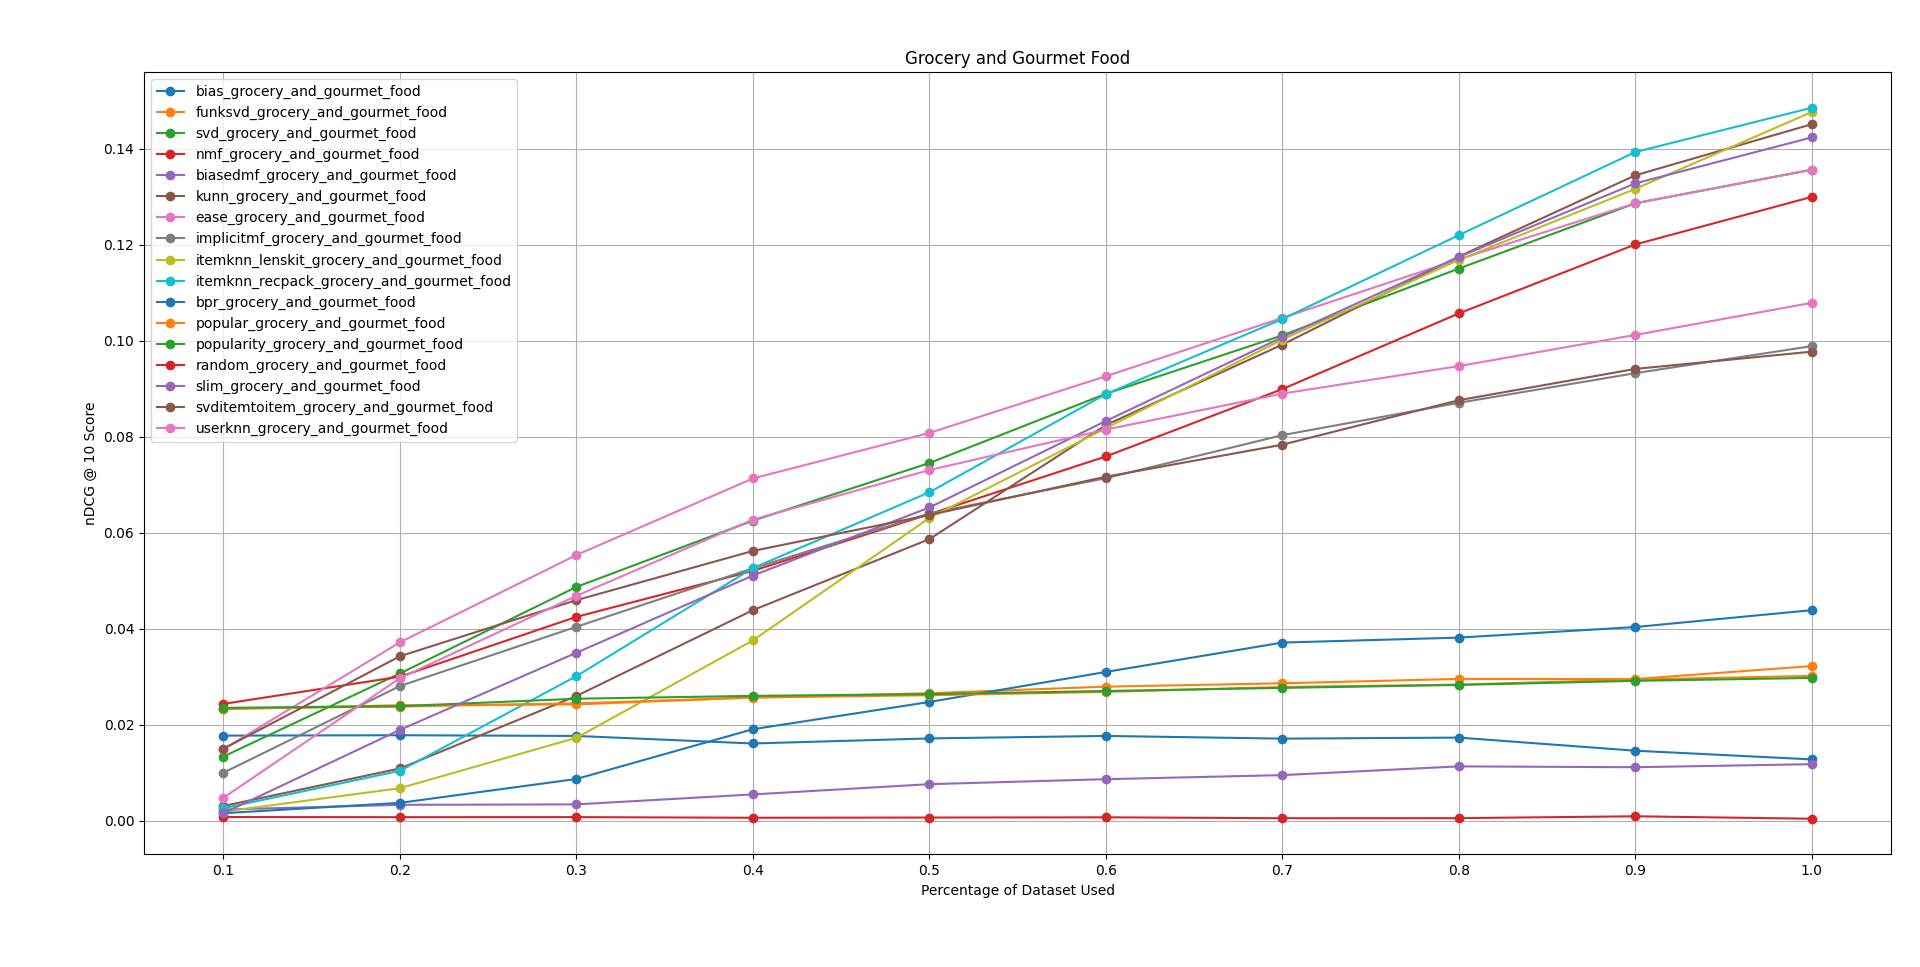 Grocery and Gourmet Food
bias_grocery_and_gourmet_food
funksvd_grocery_and_gourmet_food
svd_grocery_and_gourmet_food
nmf_grocery_and_gourmet_food
biasedmf_grocery_and_gourmet_food
kunn_grocery_and_gourmet_food
ease_grocery_and_gourmet_food
implicitmf_grocery_and_gourmet_food
itemknn_lenskit_grocery_and_gourmet_food
itemknn_recpack_grocery_and_gourmet_food
bpr_grocery_and_gourmet_food
popular_grocery_and_gourmet_food
popularity_grocery_and_gourmet_food
random_grocery_and_gourmet_food
slim_grocery_and_gourmet_food
svditemtoitem_grocery_and_gourmet_food
userknn_grocery_and_gourmet_food
nDCG @ 10 Score
0.14
0.12
0.10
0.08
0.06
0.04
0.02
0.00
0.1 0.2 0.3 0.4 0.5 0.6 0.7 0.8 0.9 1.0
Percentage of Dataset Used